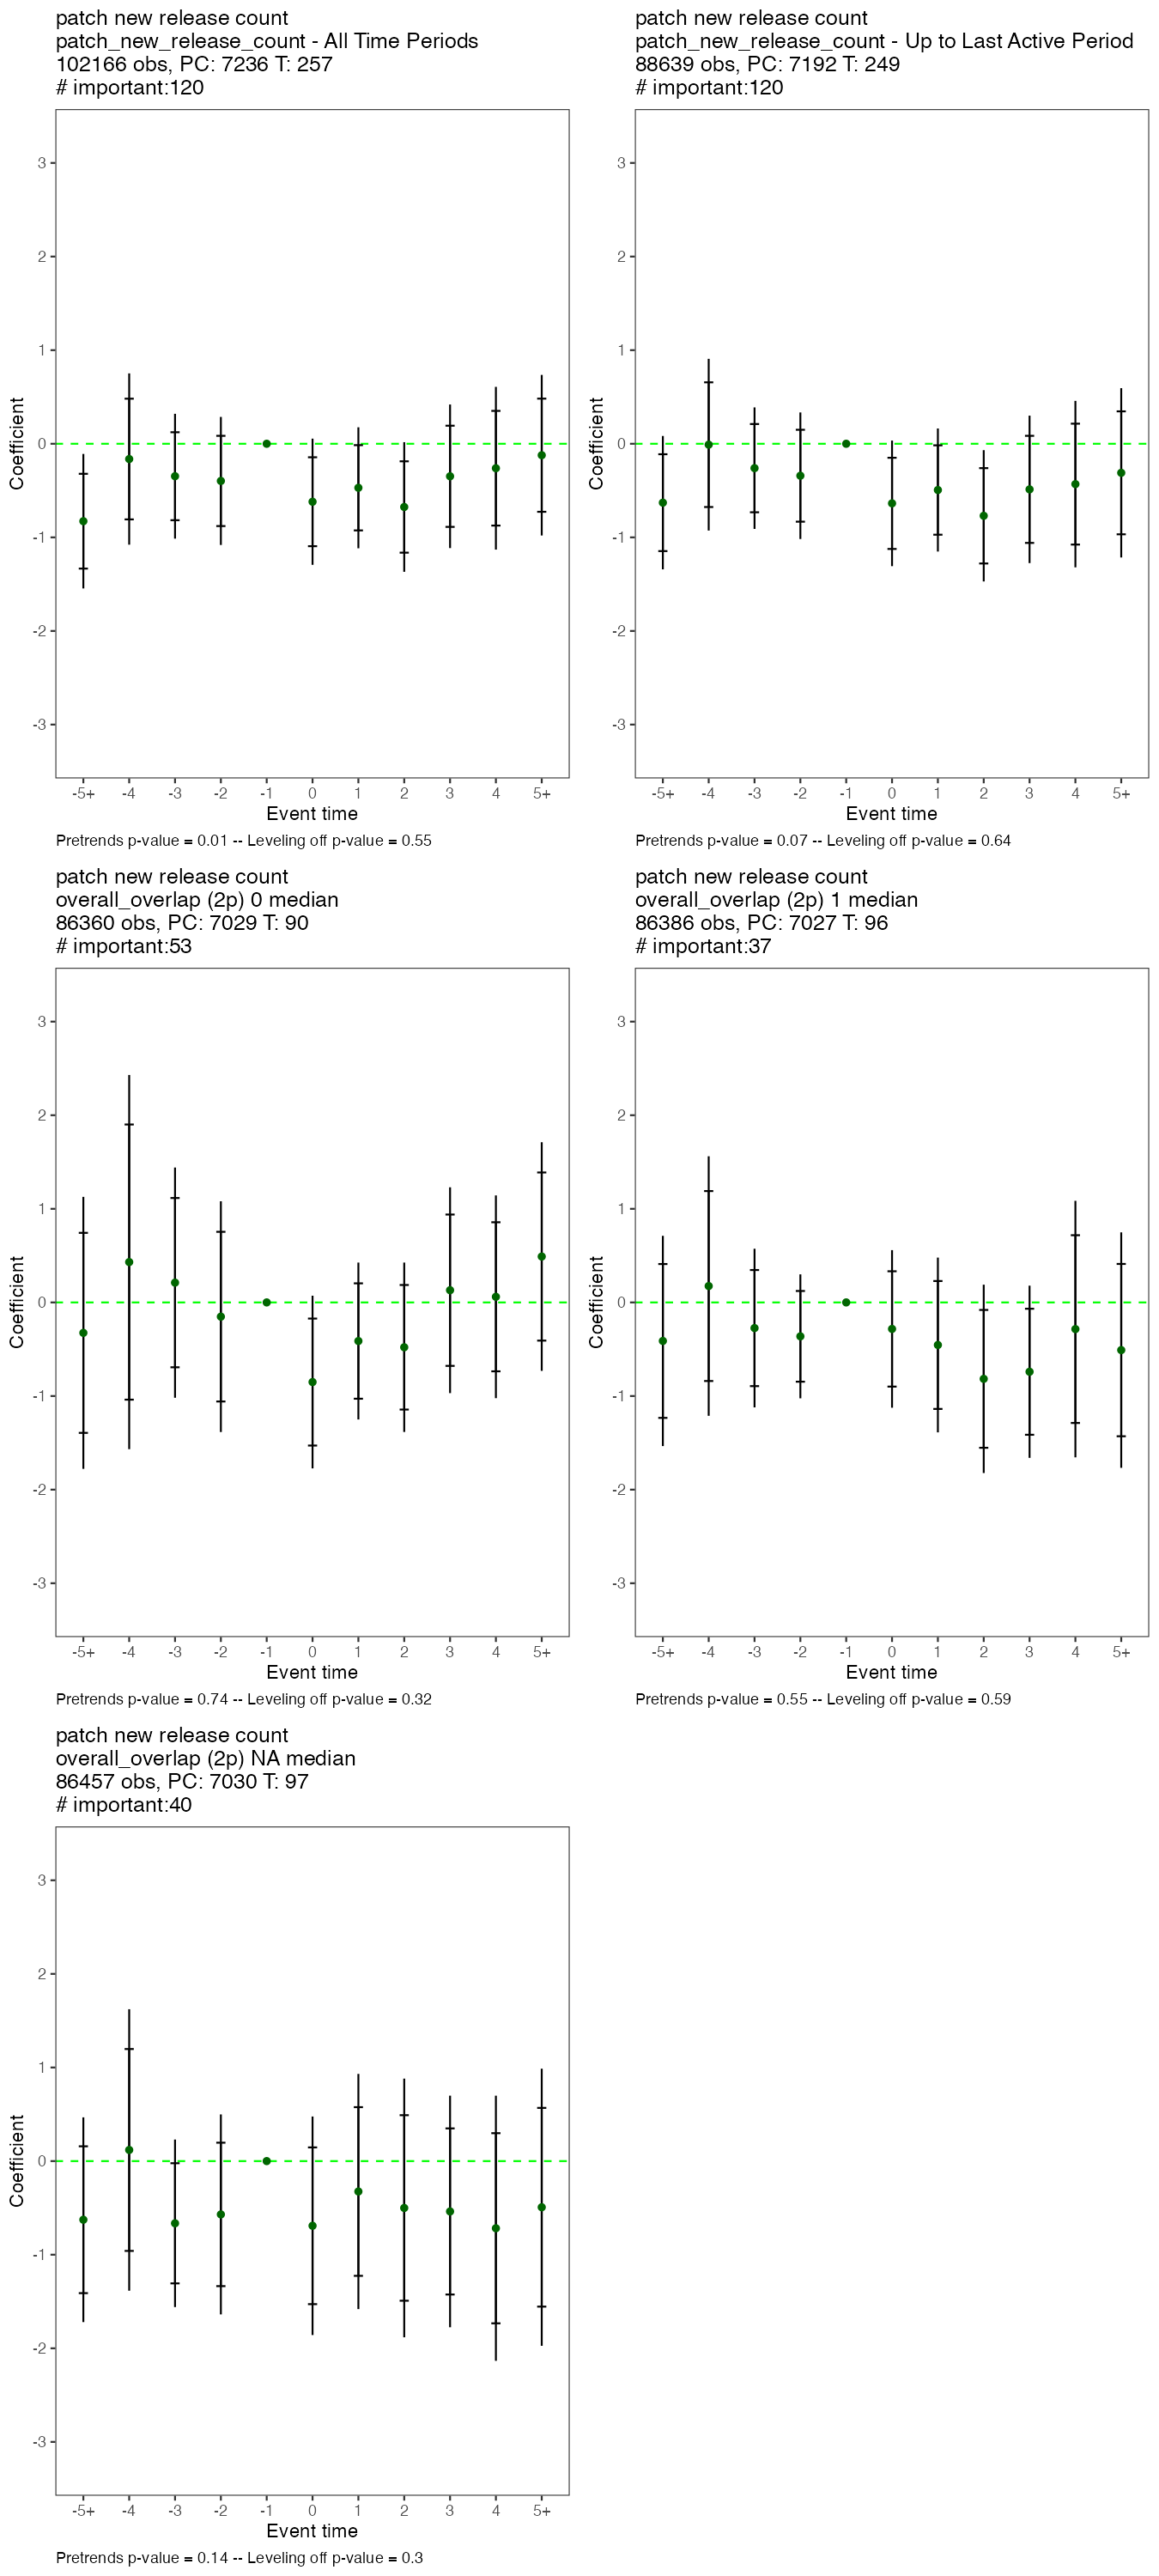 patch new release count
patch_new_release_count - All Time Periods
102166 obs, PC: 7236 T: 257
# important:120
3
2
1
0
-1
-2
-3
Coefficient
-5+ -4 -3 -2 -1 0 1 2 3 4 5+
Event time
Pretrends p-value = 0.01 -- Leveling off p-value = 0.55
patch new release count
patch_new_release_count - Up to Last Active Period
88639 obs, PC: 7192 T: 249
# important:120
3
2
1
0
-1
-2
-3
Coefficient
-5+ -4 -3 -2 -1 0 1 2 3 4 5+
Event time
Pretrends p-value = 0.07 -- Leveling off p-value = 0.64
patch new release count
overall_overlap (2p) 0 median
86360 obs, PC: 7029 T: 90
# important:53
3
2
1
0
-1
-2
-3
Coefficient
-5+ -4 -3 -2 -1 0 1 2 3 4 5+
Event time
Pretrends p-value = 0.74 -- Leveling off p-value = 0.32
patch new release count
overall_overlap (2p) 1 median
86386 obs, PC: 7027 T: 96
# important:37
3
2
1
0
-1
-2
-3
Coefficient
-5+ -4 -3 -2 -1 0 1 2 3 4 5+
Event time
Pretrends p-value = 0.55 -- Leveling off p-value = 0.59
patch new release count
overall_overlap (2p) NA median
86457 obs, PC: 7030 T: 97
# important:40
3
2
1
0
-1
-2
-3
Coefficient
-5+ -4 -3 -2 -1 0 1 2 3 4 5+
Event time
Pretrends p-value = 0.14 -- Leveling off p-value = 0.3